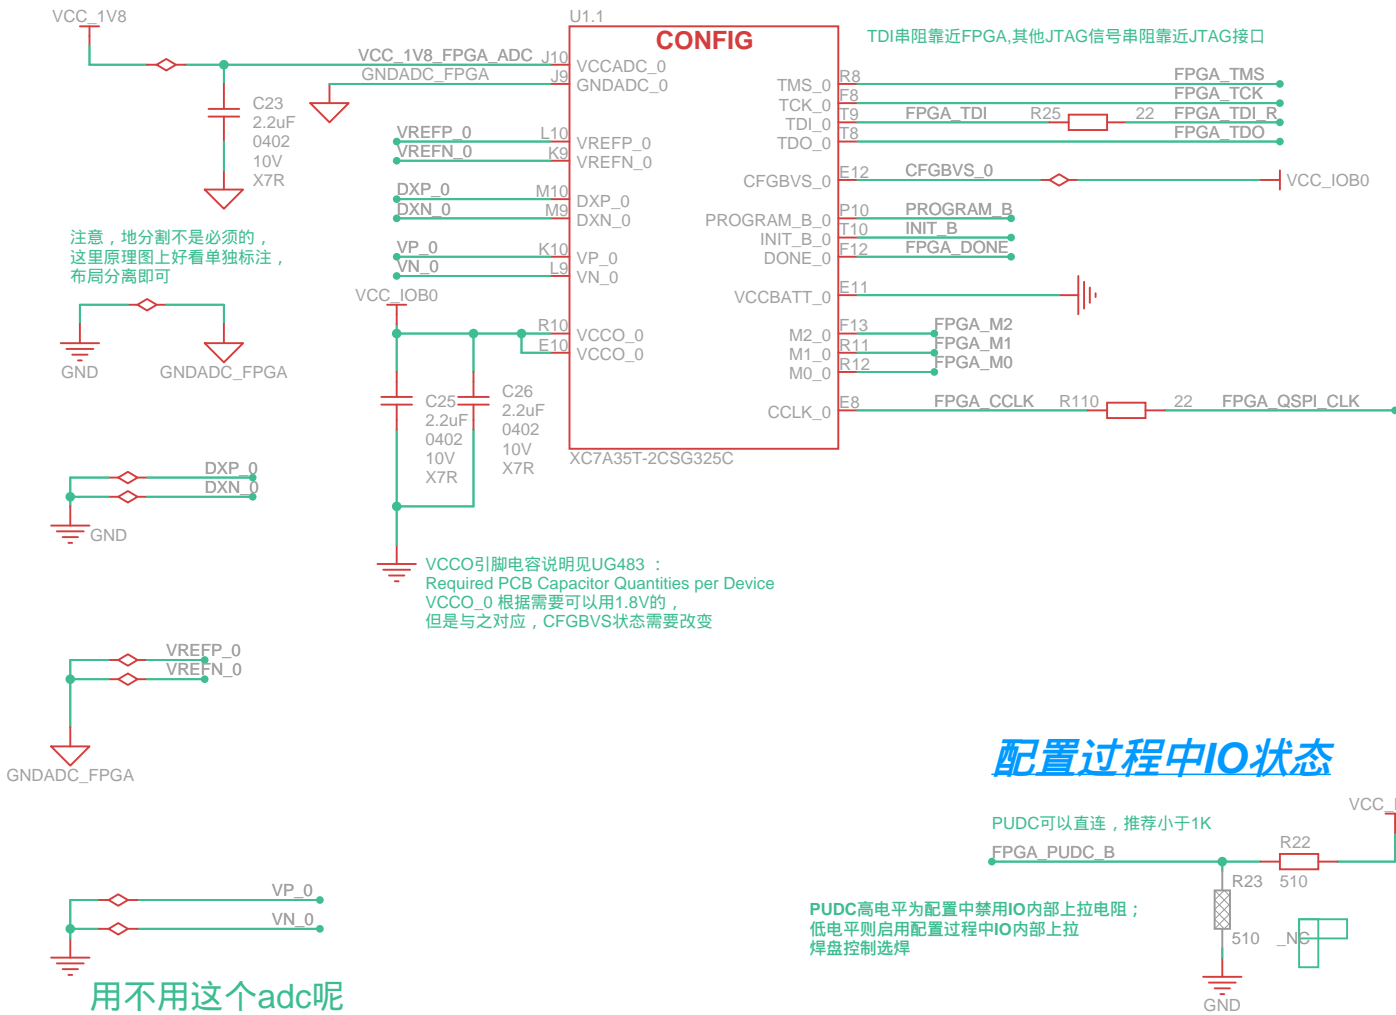 VCC_1V8
U1.1
CONFIG
TDI串阻靠近FPGA,其他JTAG信号串阻靠近JTAG接口
VCC_1V8_FPGA_ADC J10 VCCADC_0
GNDADC_FPGA J9 GNDADC_0
C23
2.2uF
0402
10V
X7R
VREFP_0 L10 VREFP_0
VREFN_0 K9 VREFN_0
DXP_0 M10 DXP_0
DXN_0 M9 DXN_0
VP_0 K10 VP_0
VN_0 L9 VN_0
VCC_IOB0
R10 VCCO_0
E10 VCCO_0
TMS_0 R8 FPGA_TMS
TCK_0 F8 FPGA_TCK
TDI_0 T9 FPGA_TDI R25 22 FPGA_TDI_R
TDO_0 T8 FPGA_TDO
CFGBVS_0 E12 CFGBVS_0 VCC_IOB0
PROGRAM_B_0 P10 PROGRAM_B
INIT_B_0 T10 INIT_B
DONE_0 F12 FPGA_DONE
VCCBATT_0 E11
M2_0 F13 FPGA_M2
M1_0 R11 FPGA_M1
M0_0 R12 FPGA_M0
CCLK_0 E8 FPGA_CCLK R110 22 FPGA_QSPI_CLK
XC7A35T-2CSG325C
注意，地分割不是必须的，
这里原理图上好看单独标注，
布局分离即可
GND
GNDADC_FPGA
C25
2.2uF
0402
10V
X7R
C26
2.2uF
0402
10V
X7R
DXP_0
DXN_0
GND
VCCO引脚电容说明见UG483 ：
Required PCB Capacitor Quantities per Device
VCCO_0 根据需要可以用1.8V的，
但是与之对应，CFGBVS状态需要改变
VREFP_0
VREFN_0
GNDADC_FPGA
VP_0
VN_0
用不用这个adc呢
配置过程中IO状态
PUDC可以直连，推荐小于1K
FPGA_PUDC_B
R22
510
R23
510 _NC
GND
PUDC高电平为配置中禁用IO内部上拉电阻；
低电平则启用配置过程中IO内部上拉
焊盘控制选焊